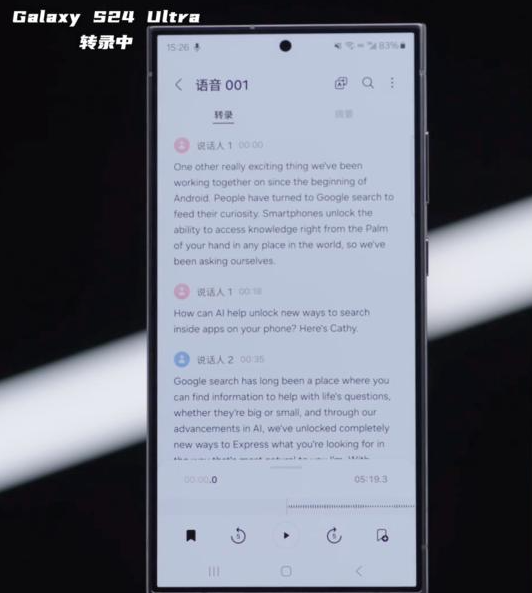 Galaxy S24 Ultra
转录中
15:26
83%
语音 001
转录
摘要
说话人 1 00:00
One other really exciting thing we've been
working together on since the beginning of
Android. People have turned to Google search to
feed their curiosity. Smartphones unlock the
ability to access knowledge right from the Palm
of your hand in any place in the world, so we've
been asking ourselves.
说话人 1 00:18
How can AI help unlock new ways to search
inside apps on your phone? Here's Cathy.
说话人 2 00:35
Google search has long been a place where you
can find information to help with life's questions,
whether they're big or small, and through our
advancements in AI, we've unlocked completely
new ways to Express what you're looking for in
00:00.0
05:19.3
5
5